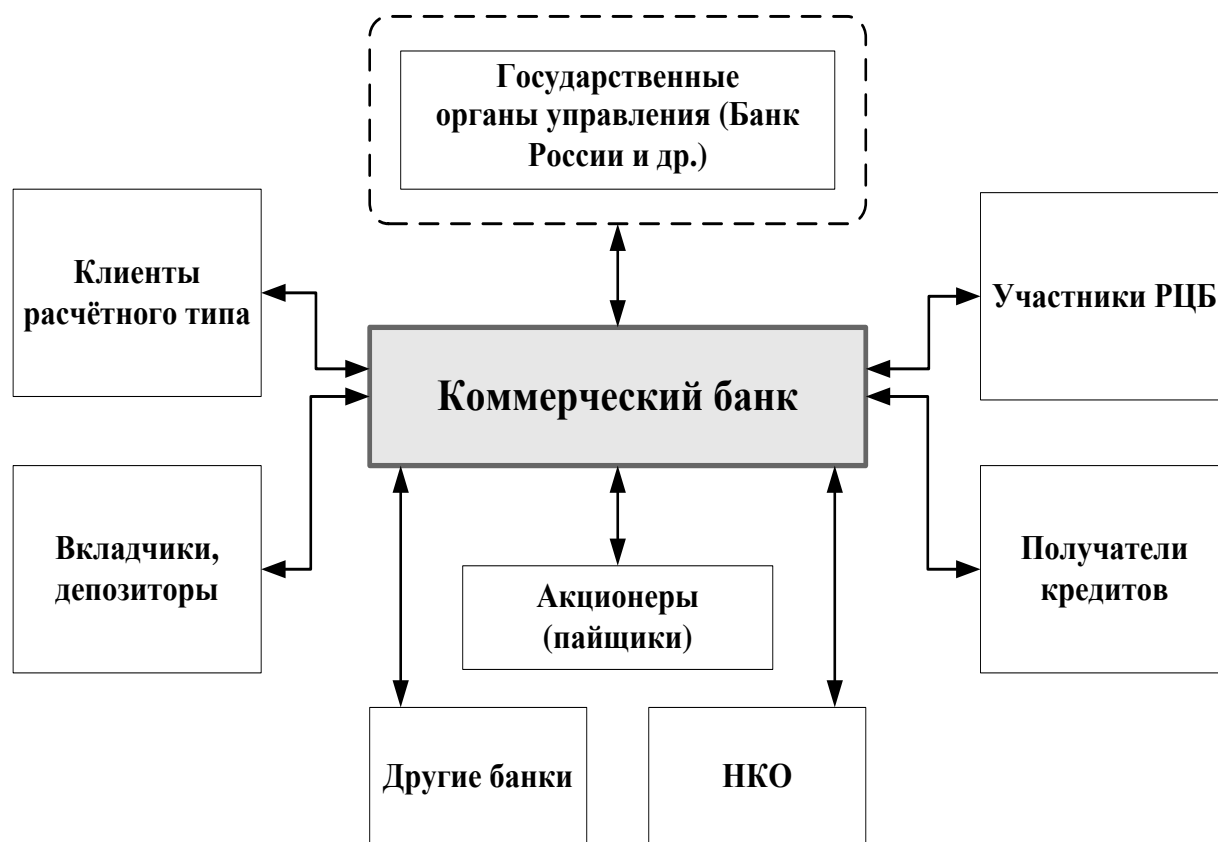 Государственные
органы управления (Банк
России и др.)
Клиенты
расчётного типа
Участники РЦБ
Коммерческий банк
Вкладчики,
депозиторы
Акционеры
(пайщики)
Получатели
кредитов
Другие банки
НКО